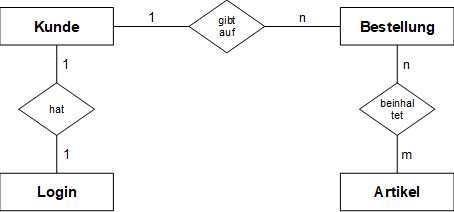 Kunde
1
gibt
auf
n
Bestellung
1
n
hat
beinhal
tet
1
m
Login
Artikel